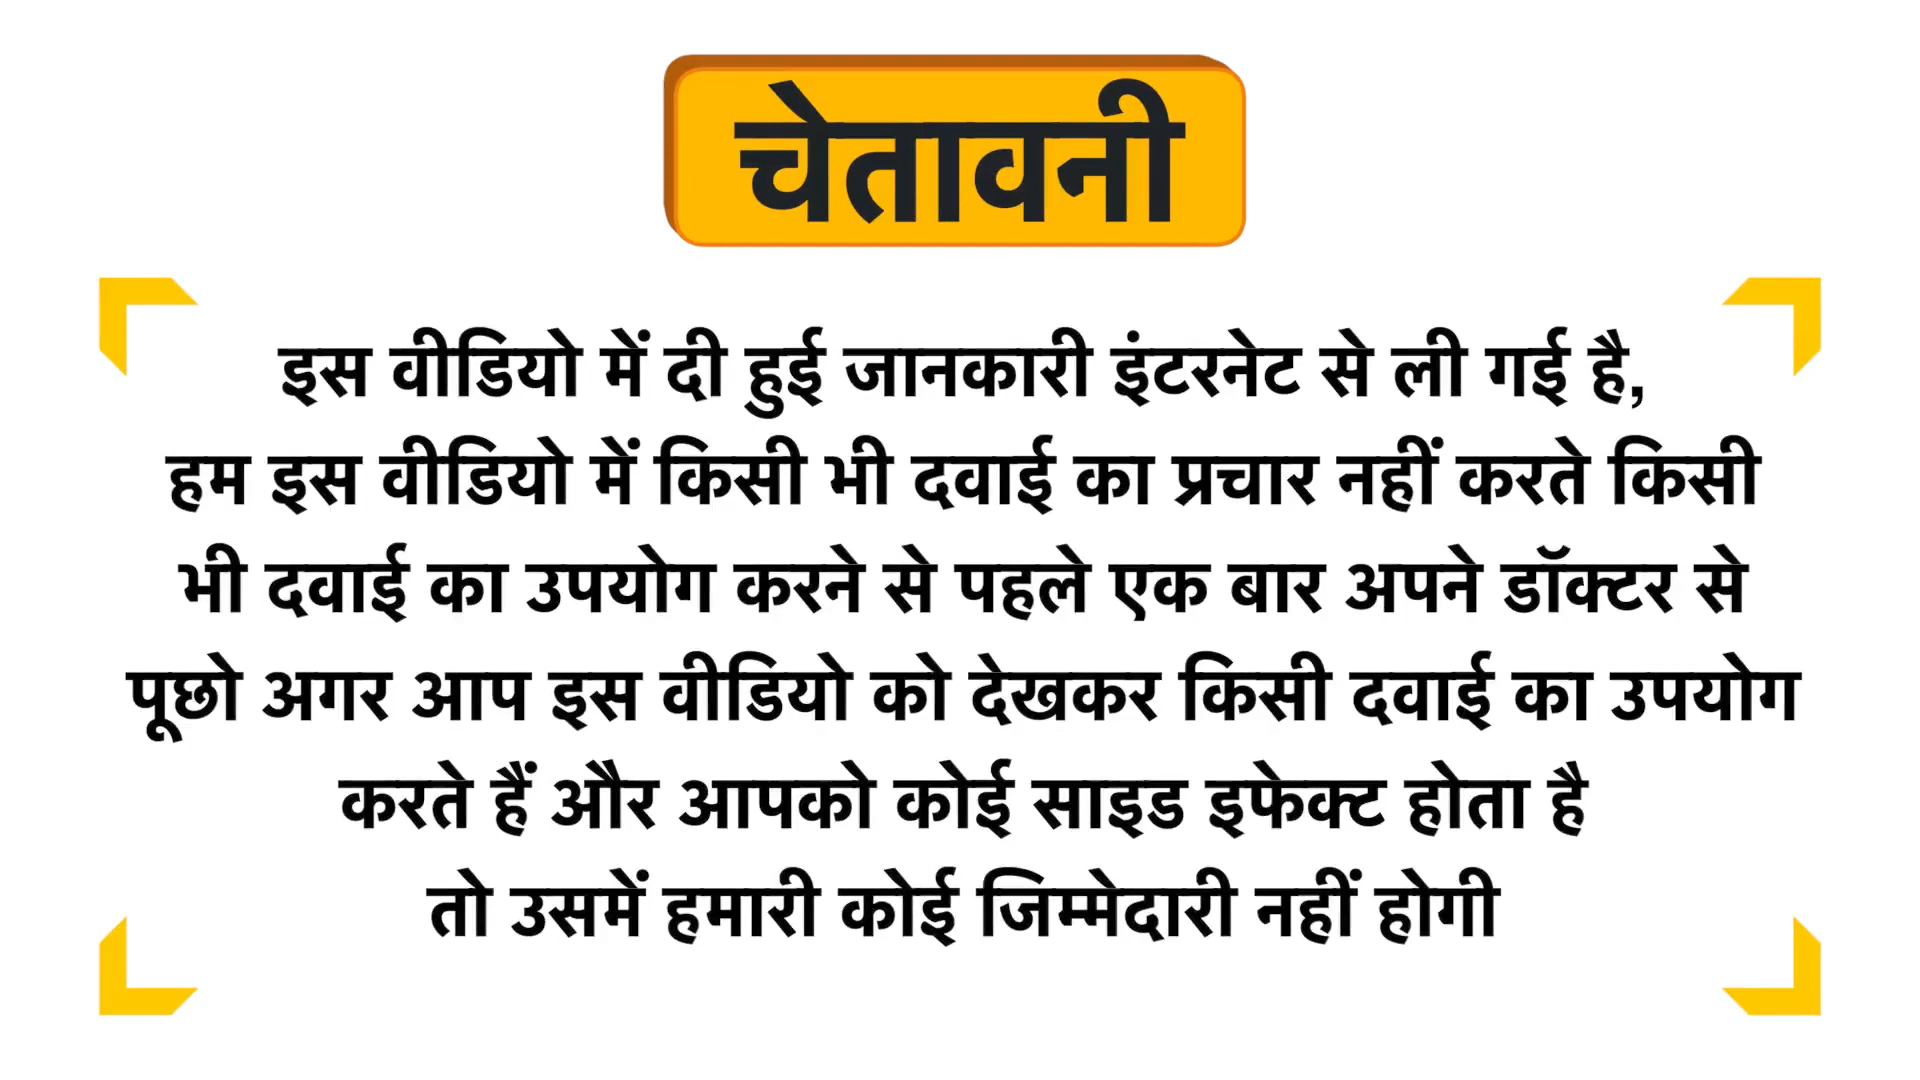 चेतावनी
इस वीडियो में दी हुई जानकारी इंटरनेट से ली गई है,
हम इस वीडियो में किसी भी दवाई का प्रचार नहीं करते किसी
भी दवाई का उपयोग करने से पहले एक बार अपने डॉक्टर से
पूछो अगर आप इस वीडियो को देखकर किसी दवाई का उपयोग
करते हैं और आपको कोई साइड इफेक्ट होता है
तो उसमें हमारी कोई जिम्मेदारी नहीं होगी